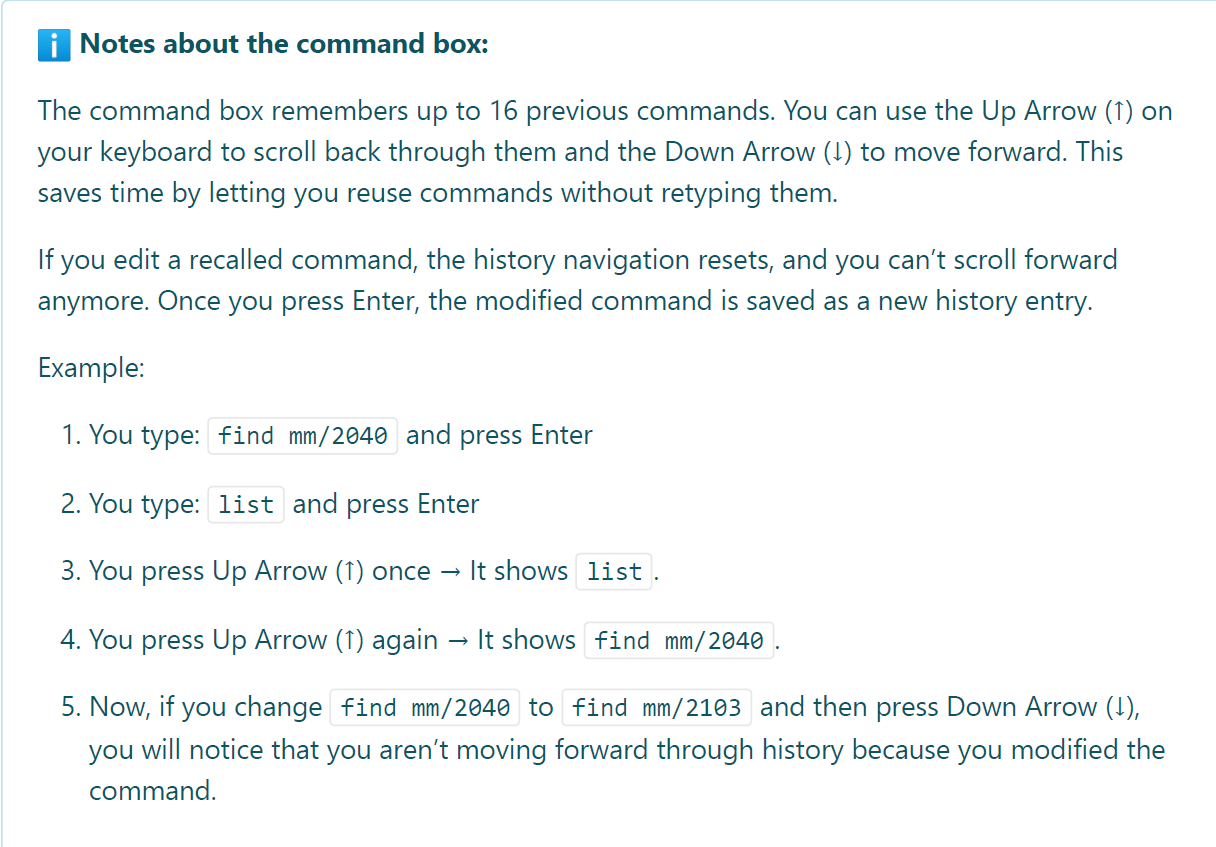 ℹ️ Notes about the command box:
The command box remembers up to 16 previous commands. You can use the Up Arrow (↑) on
your keyboard to scroll back through them and the Down Arrow (↓) to move forward. This
saves time by letting you reuse commands without retyping them.
If you edit a recalled command, the history navigation resets, and you can’t scroll forward
anymore. Once you press Enter, the modified command is saved as a new history entry.
Example:
1. You type: find mm/2040 and press Enter
2. You type: list and press Enter
3. You press Up Arrow (↑) once → It shows list.
4. You press Up Arrow (↑) again → It shows find mm/2040.
5. Now, if you change find mm/2040 to find mm/2103 and then press Down Arrow (↓),
you will notice that you aren’t moving forward through history because you modified the
command.